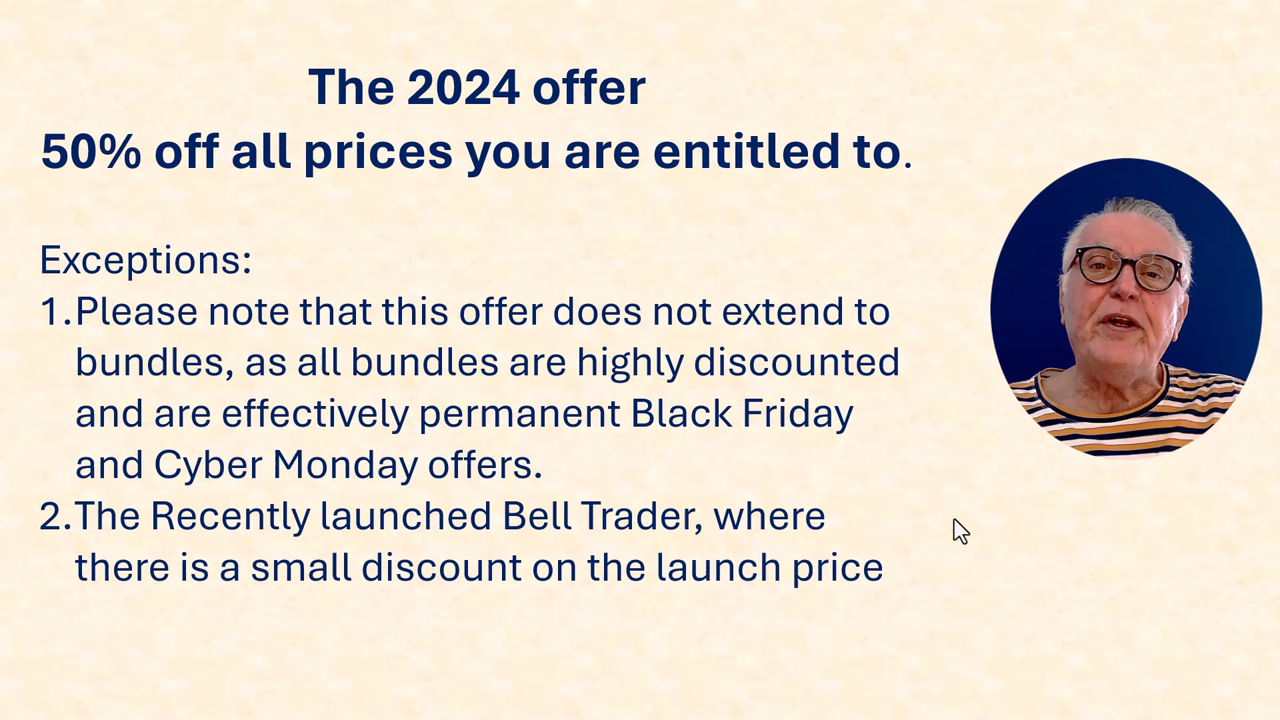 The 2024 offer
50% off all prices you are entitled to.
Exceptions:
1.Please note that this offer does not extend to
bundles, as all bundles are highly discounted
and are effectively permanent Black Friday
and Cyber Monday offers.
2.The Recently launched Bell Trader, where
there is a small discount on the launch price